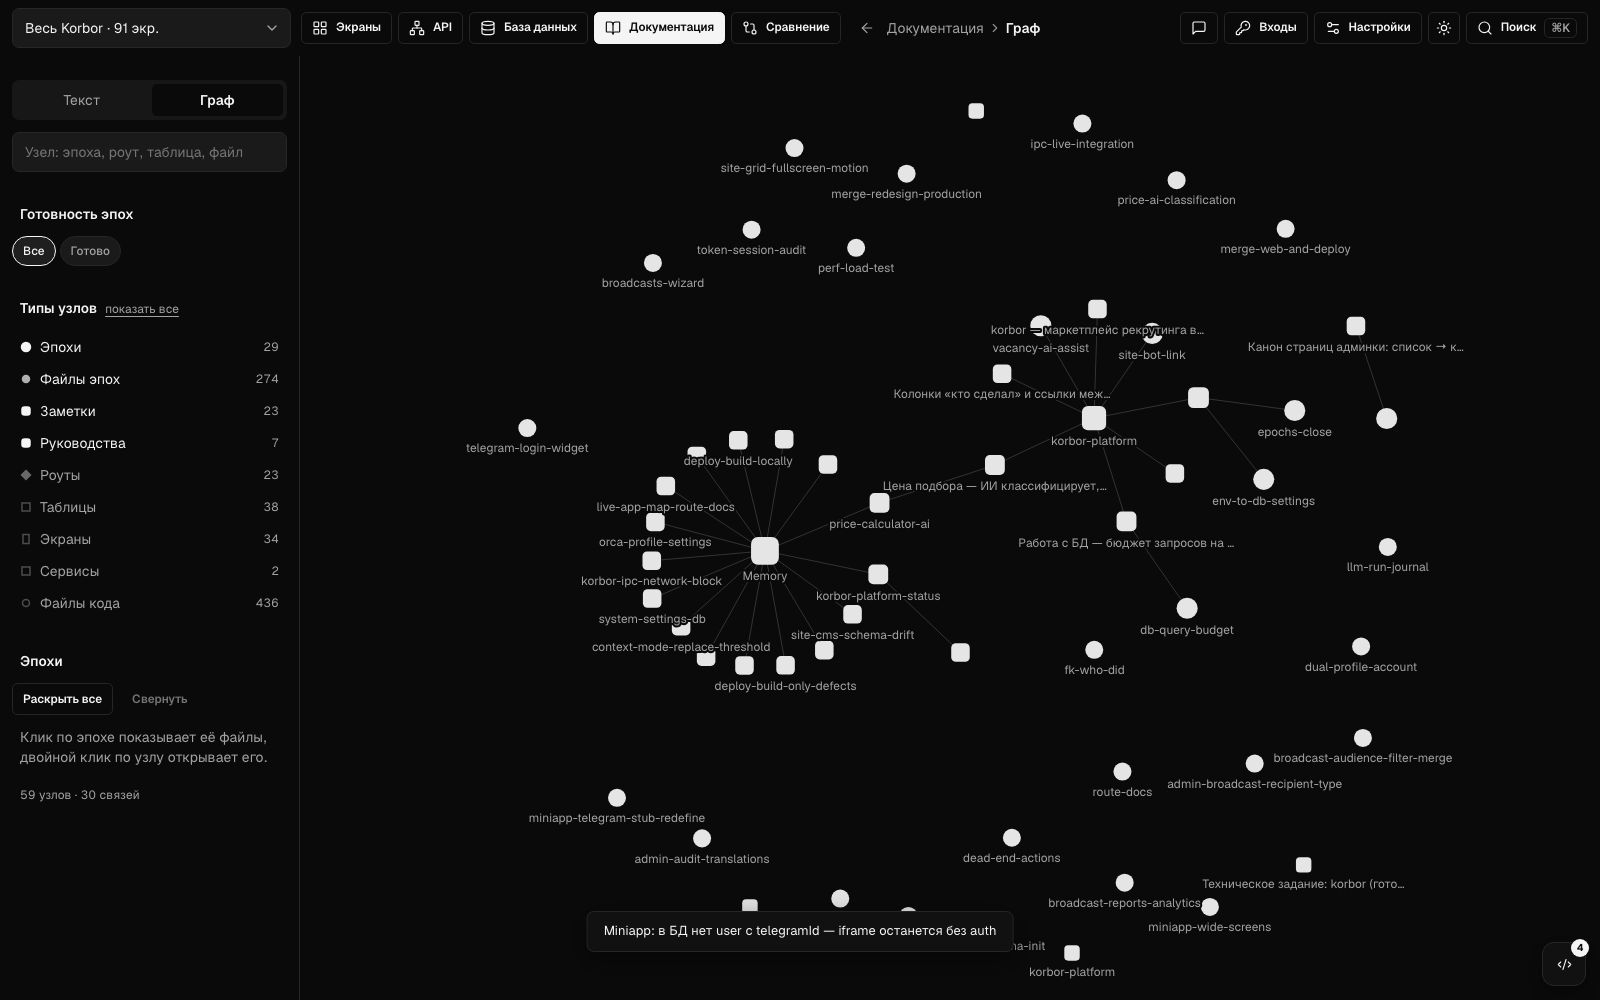 Весь Korbor · 91 экр.
Экраны
API
База данных
Документация
Сравнение
Документация
Граф
Входы
Настройки
Поиск
⌘K
Текст
Граф
Узел: эпоха, роут, таблица, файл
Готовность эпох
Все
Готово
Типы узлов показать все
Эпохи 29
Файлы эпох 274
Заметки 23
Руководства 7
Роуты 23
Таблицы 38
Экраны 34
Сервисы 2
Файлы кода 436
Эпохи
Раскрыть все
Свернуть
Клик по эпохе показывает её файлы,
двойной клик по узлу открывает его.
59 узлов · 30 связей
ipc-live-integration
site-grid-fullscreen-motion
merge-redesign-production
price-ai-classification
token-session-audit
merge-web-and-deploy
perf-load-test
broadcasts-wizard
korbor — маркетплейс рекрутинга в…
vacancy-ai-assist
site-bot-link
Канон страниц админки: список → к…
Колонки «кто сделал» и ссылки меж…
epochs-close
korbor-platform
telegram-login-widget
deploy-build-locally
Цена подбора — ИИ классифицирует,…
env-to-db-settings
live-app-map-route-docs
price-calculator-ai
orca-profile-settings
Работа с БД — бюджет запросов на …
llm-run-journal
Memory
korbor-ipc-network-block
korbor-platform-status
system-settings-db
site-cms-schema-drift
db-query-budget
context-mode-replace-threshold
fk-who-did
dual-profile-account
deploy-build-only-defects
broadcast-audience-filter-merge
route-docs
admin-broadcast-recipient-type
miniapp-telegram-stub-redefine
admin-audit-translations
dead-end-actions
Техническое задание: korbor (гото…
broadcast-reports-analytics
miniapp-wide-screens
Miniapp: в БД нет user с telegramId — iframe останется без auth
na-init
korbor-platform
4